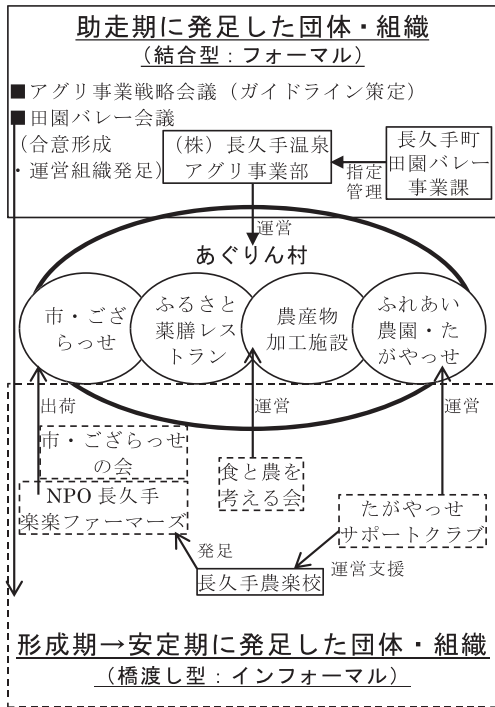 助走期に発足した団体・組織
(結合型：フォーマル)
■アグリ事業戦略会議（ガイドライン策定）
■田園バレー会議
(合意形成
・運営組織発足)
（株）長久手温泉
アグリ事業部
指定
管理
長久手町
田園バレー
事業課
運営
あぐりん村
市・ござ
らっせ
ふるさと
薬膳レス
トラン
農産物
加工施設
ふれあい
農園・た
がやっせ
出荷
運営
運営
市・ござらっせ
の会
NPO 長久手
楽楽ファーマーズ
食と農を
考える会
たがやっせ
サポートクラブ
発足
長久手農楽校
運営支援
形成期→安定期に発足した団体・組織
(橋渡し型：インフォーマル)